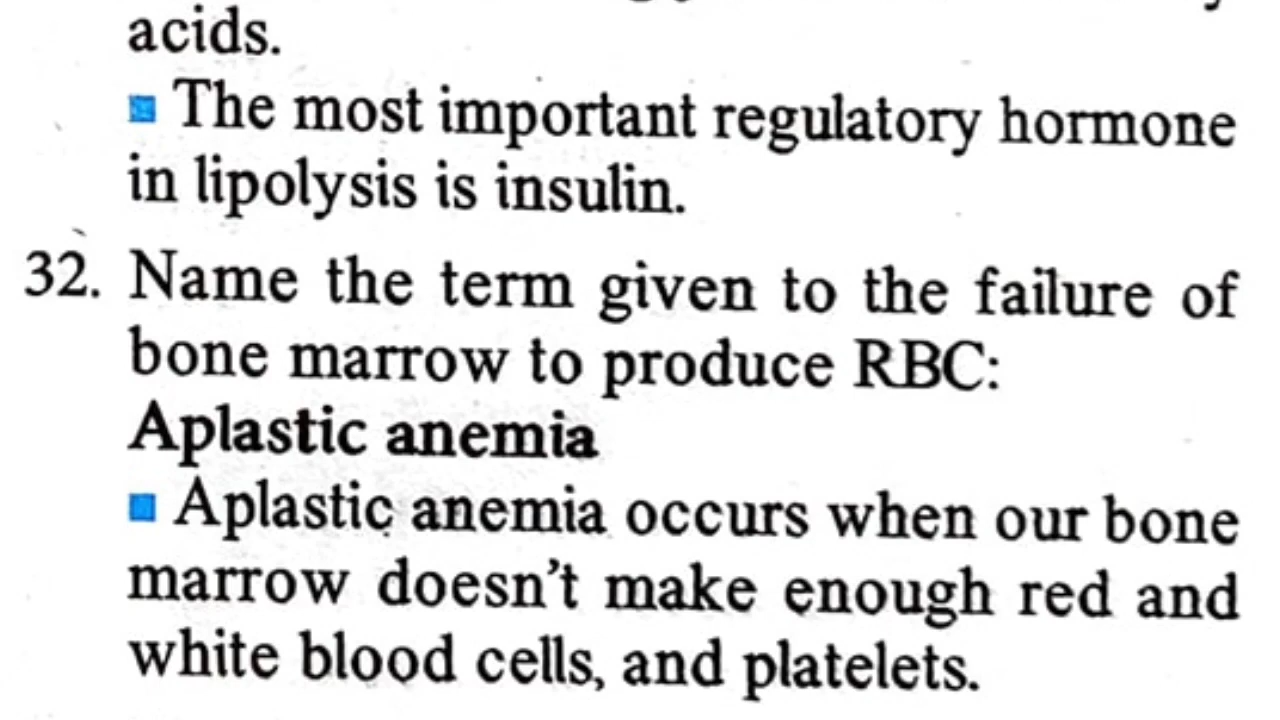 acids.
▪ The most important regulatory hormone
in lipolysis is insulin.
32. Name the term given to the failure of
bone marrow to produce RBC:
Aplastic anemia
▪ Aplastic anemia occurs when our bone
marrow doesn't make enough red and
white blood cells, and platelets.